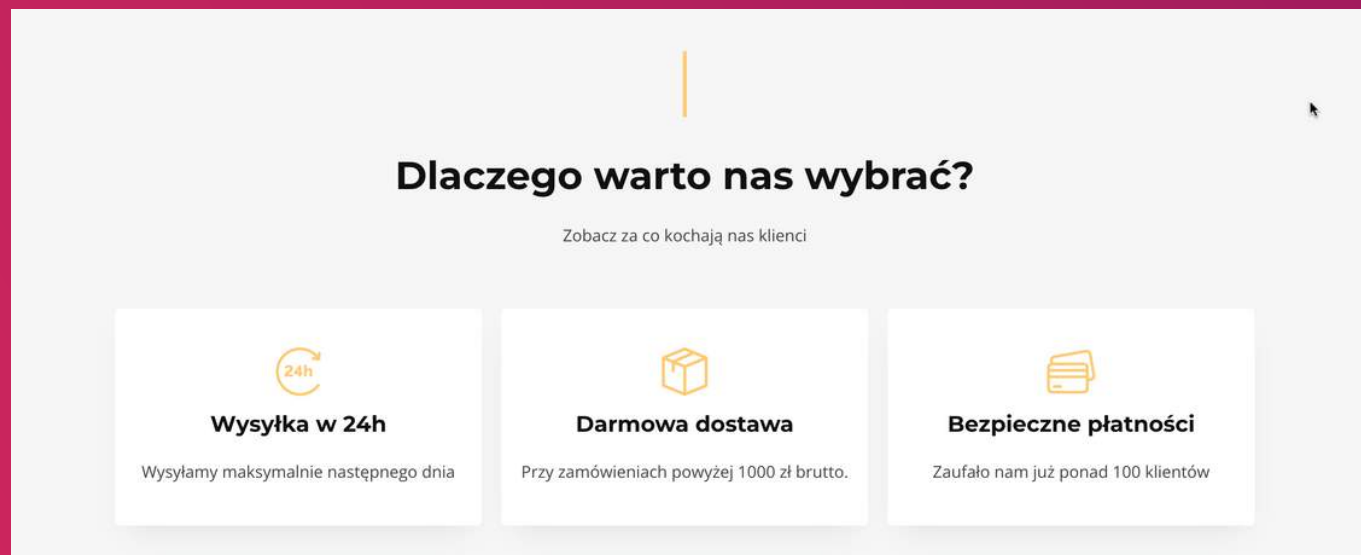 Dlaczego warto nas wybrać?
Zobacz za co kochają nas klienci
24h
Wysyłka w 24h
Wysyłamy maksymalnie następnego dnia
Darmowa dostawa
Przy zamówieniach powyżej 1000 zł brutto.
Bezpieczne płatności
Zaufało nam już ponad 100 klientów